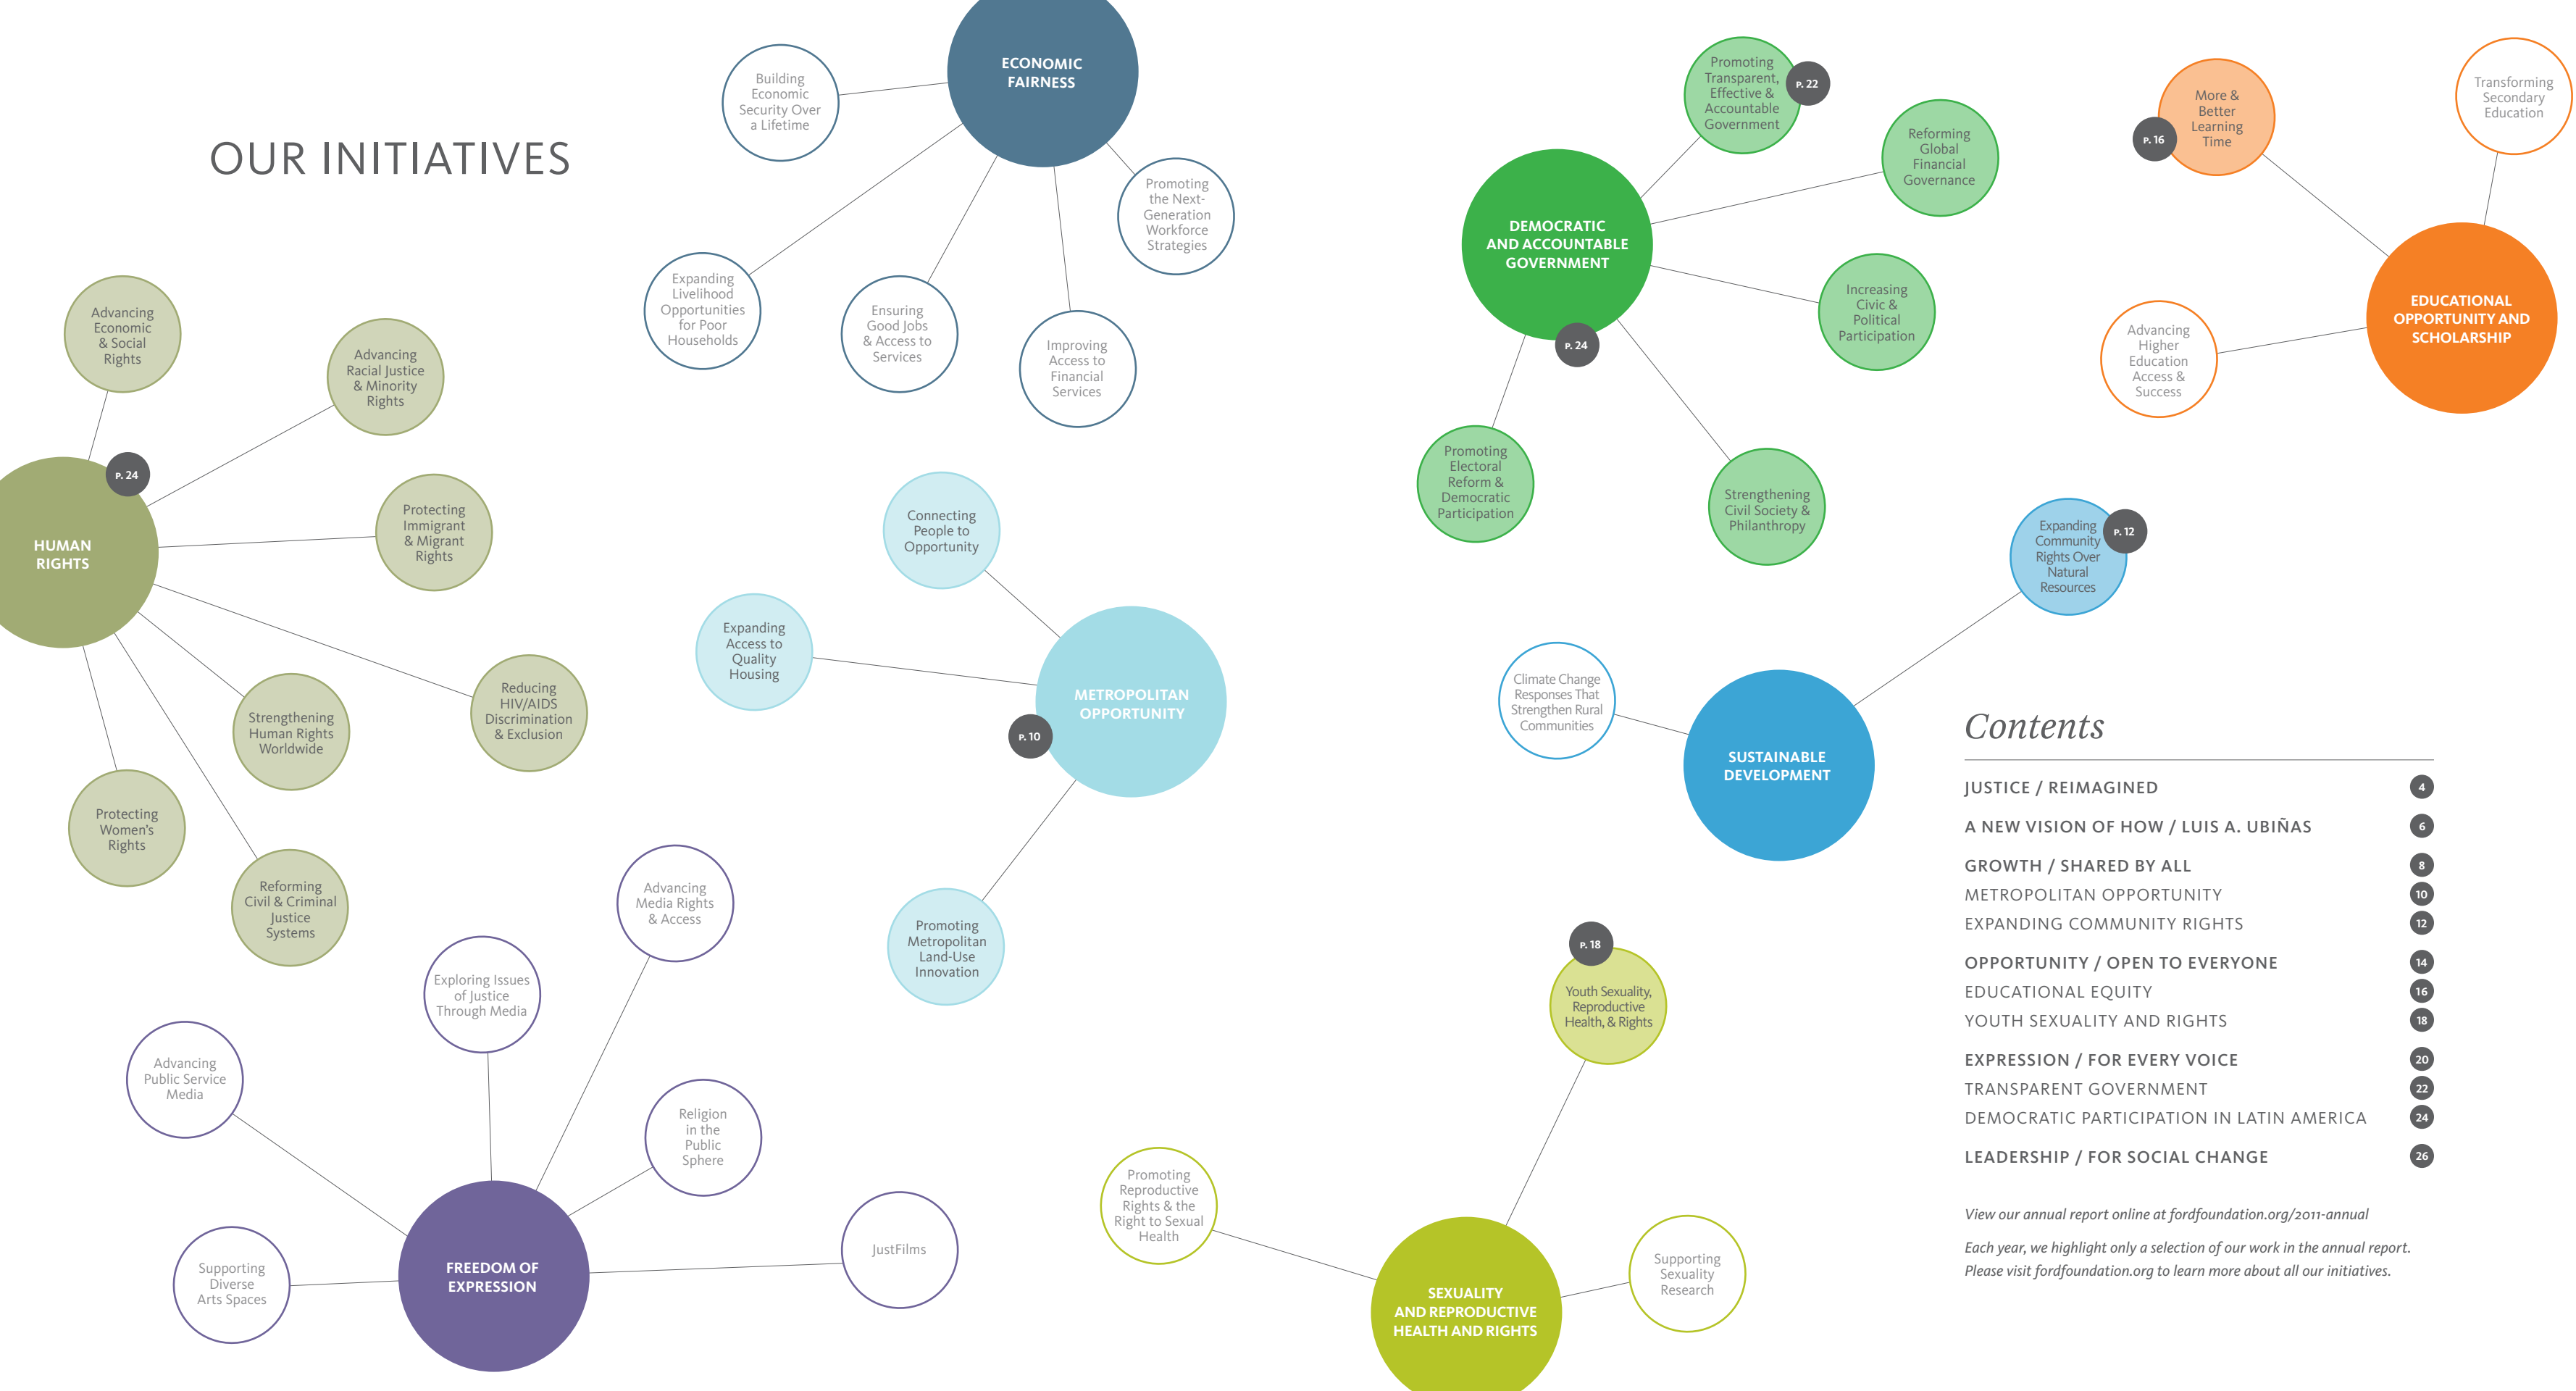 OUR INITIATIVES
ECONOMIC
FAIRNESS
Building
Economic
Security Over
a Lifetime
Expanding
Livelihood
Opportunities
for Poor
Households
Ensuring
Good Jobs
& Access to
Services
Improving
Access to
Financial
Services
Promoting
the Next-
Generation
Workforce
Strategies
HUMAN
RIGHTS
P. 24
Advancing
Economic
& Social
Rights
Advancing
Racial Justice
& Minority
Rights
Protecting
Immigrant
& Migrant
Rights
Reducing
HIV/AIDS
Discrimination
& Exclusion
Strengthening
Human Rights
Worldwide
Protecting
Women's
Rights
Reforming
Civil & Criminal
Justice
Systems
METROPOLITAN
OPPORTUNITY
P. 10
Connecting
People to
Opportunity
Expanding
Access to
Quality
Housing
Promoting
Metropolitan
Land-Use
Innovation
FREEDOM OF
EXPRESSION
Advancing
Media Rights
& Access
Exploring Issues
of Justice
Through Media
Advancing
Public Service
Media
Religion
in the
Public
Sphere
Supporting
Diverse
Arts Spaces
JustFilms
DEMOCRATIC
AND ACCOUNTABLE
GOVERNMENT
P. 24
Promoting
Transparent,
Effective &
Accountable
Government
P. 22
Reforming
Global
Financial
Governance
Increasing
Civic &
Political
Participation
Promoting
Electoral
Reform &
Democratic
Participation
Strengthening
Civil Society &
Philanthropy
EDUCATIONAL
OPPORTUNITY AND
SCHOLARSHIP
More &
Better
Learning
Time
P. 16
Transforming
Secondary
Education
Advancing
Higher
Education
Access &
Success
SUSTAINABLE
DEVELOPMENT
Expanding
Community
Rights Over
Natural
Resources
P. 12
Climate Change
Responses That
Strengthen Rural
Communities
SEXUALITY
AND REPRODUCTIVE
HEALTH AND RIGHTS
P. 18
Youth Sexuality,
Reproductive
Health, & Rights
Promoting
Reproductive
Rights & the
Right to Sexual
Health
Supporting
Sexuality
Research
Contents
JUSTICE / REIMAGINED 4
A NEW VISION OF HOW / LUIS A. UBIÑAS 6
GROWTH / SHARED BY ALL 8
METROPOLITAN OPPORTUNITY 10
EXPANDING COMMUNITY RIGHTS 12
OPPORTUNITY / OPEN TO EVERYONE 14
EDUCATIONAL EQUITY 16
YOUTH SEXUALITY AND RIGHTS 18
EXPRESSION / FOR EVERY VOICE 20
TRANSPARENT GOVERNMENT 22
DEMOCRATIC PARTICIPATION IN LATIN AMERICA 24
LEADERSHIP / FOR SOCIAL CHANGE 26
View our annual report online at fordfoundation.org/2011-annual
Each year, we highlight only a selection of our work in the annual report.
Please visit fordfoundation.org to learn more about all our initiatives.